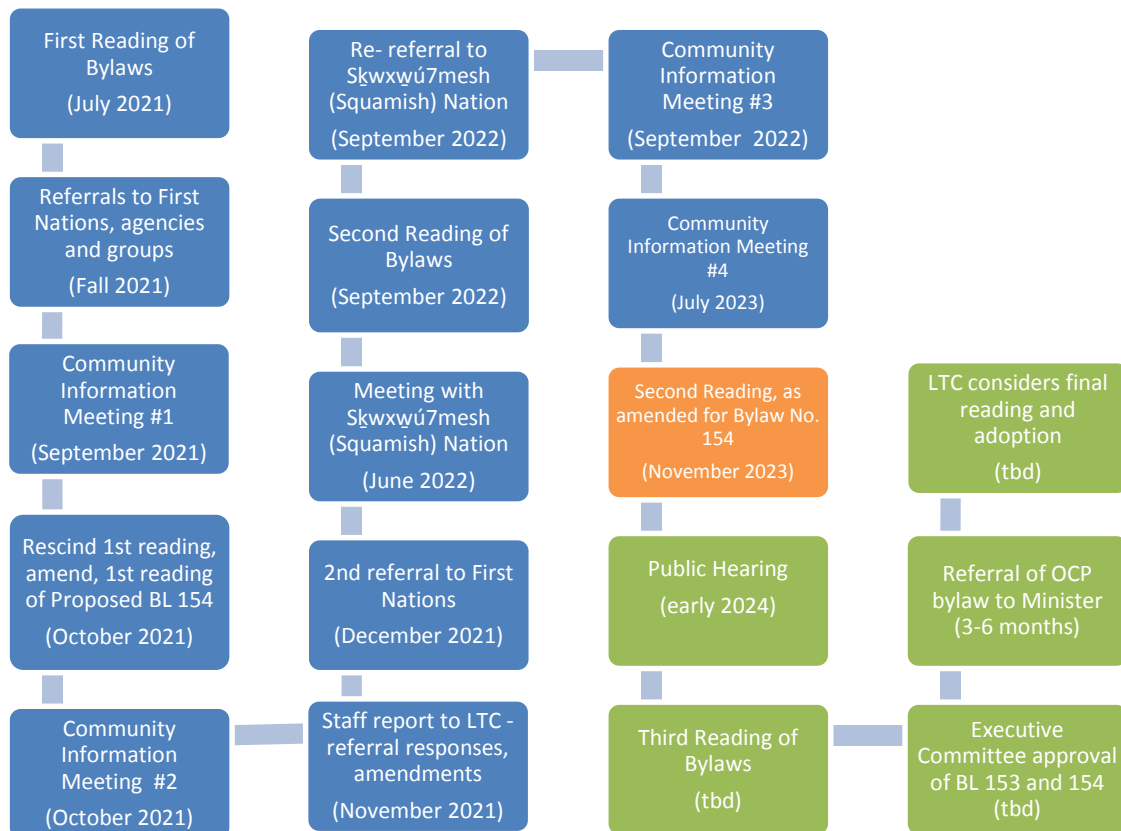 First Reading of
Bylaws
(July 2021)
Referrals to First
Nations, agencies
and groups
(Fall 2021)
Community
Information
Meeting #1
(September 2021)
Rescind 1st reading,
amend, 1st reading
of Proposed BL 154
(October 2021)
Community
Information
Meeting #2
(October 2021)
Staff report to LTC -
referral responses,
amendments
(November 2021)
2nd referral to First
Nations
(December 2021)
Meeting with
Sḵwxwú7mesh
(Squamish) Nation
(June 2022)
Second Reading of
Bylaws
(September 2022)
Re- referral to
Sḵwxwú7mesh
(Squamish) Nation
(September 2022)
Community
Information
Meeting #3
(September 2022)
Community
Information Meeting
#4
(July 2023)
Second Reading, as
amended for Bylaw No.
154
(November 2023)
Public Hearing
(early 2024)
Third Reading of
Bylaws
(tbd)
Executive
Committee approval
of BL 153 and 154
(tbd)
Referral of OCP
bylaw to Minister
(3-6 months)
LTC considers final
reading and
adoption
(tbd)